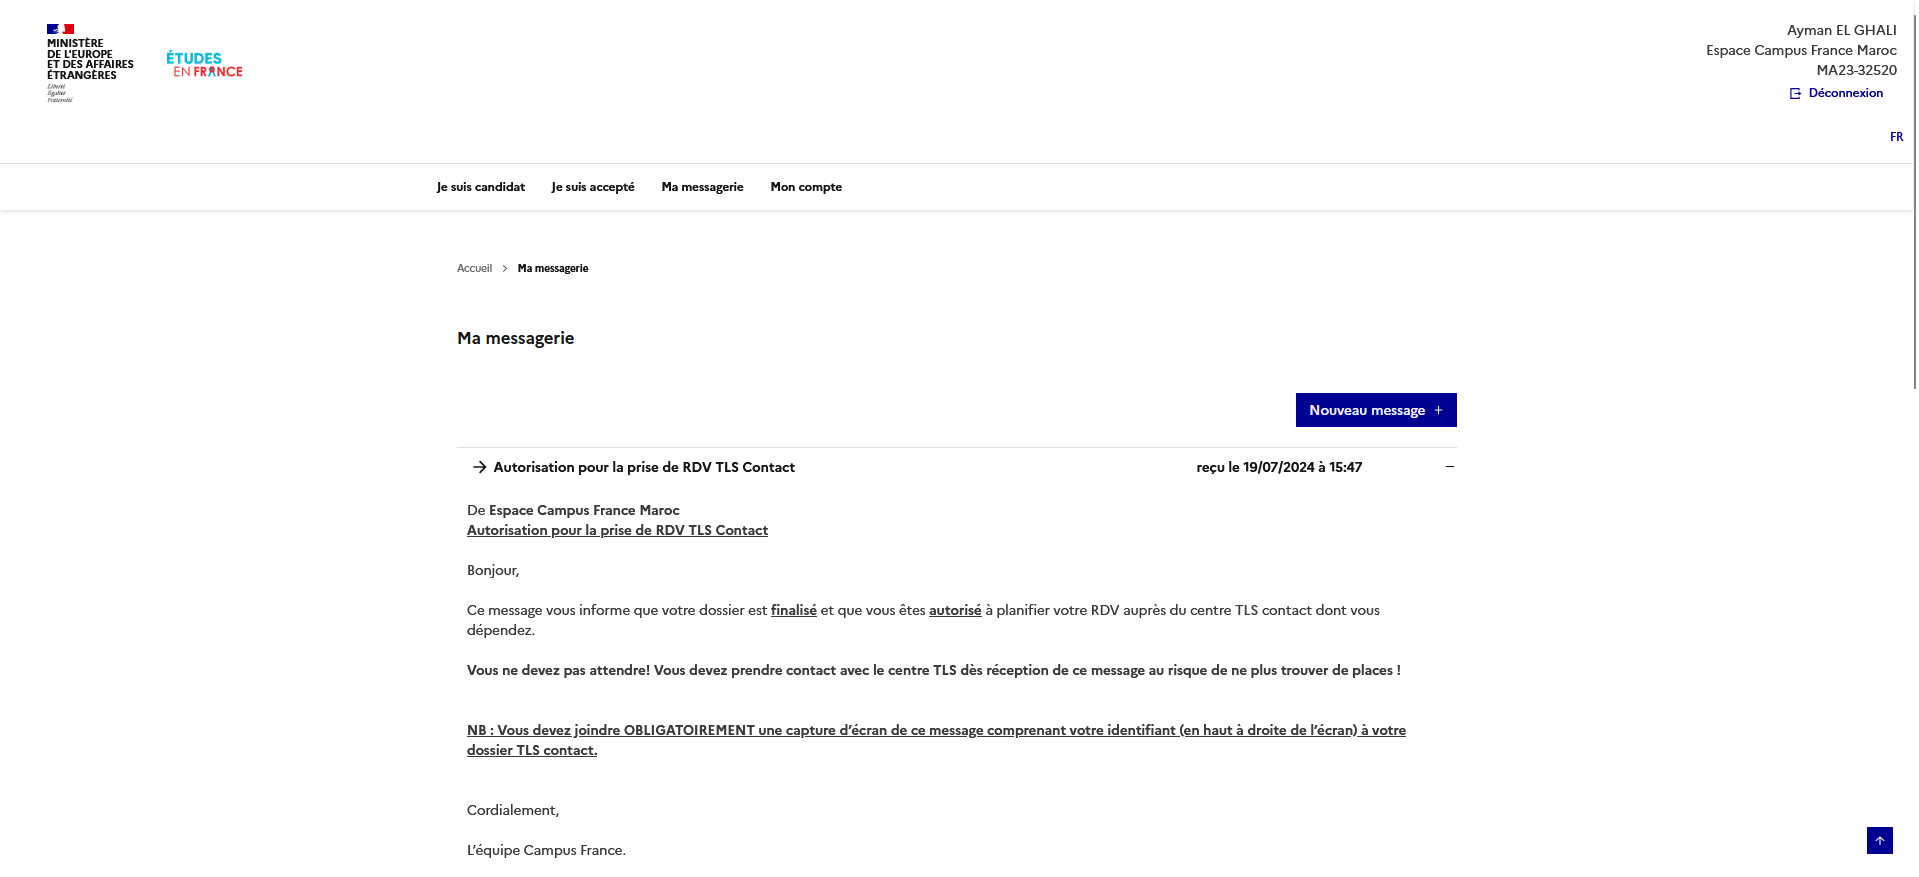 MINISTÈRE
DE L'EUROPE
ET DES AFFAIRES
ÉTRANGÈRES
Liberté
Égalité
Fraternité
ÉTUDES
EN FRANCE
Ayman EL GHALI
Espace Campus France Maroc
MA23-32520
Déconnexion
FR
Je suis candidat Je suis accepté Ma messagerie Mon compte
Accueil > Ma messagerie
Ma messagerie
Nouveau message +
→ Autorisation pour la prise de RDV TLS Contact reçu le 19/07/2024 à 15:47 −
De Espace Campus France Maroc
Autorisation pour la prise de RDV TLS Contact
Bonjour,
Ce message vous informe que votre dossier est finalisé et que vous êtes autorisé à planifier votre RDV auprès du centre TLS contact dont vous
dépendez.
Vous ne devez pas attendre! Vous devez prendre contact avec le centre TLS dès réception de ce message au risque de ne plus trouver de places !
NB : Vous devez joindre OBLIGATOIREMENT une capture d’écran de ce message comprenant votre identifiant (en haut à droite de l’écran) à votre
dossier TLS contact.
Cordialement,
L’équipe Campus France.